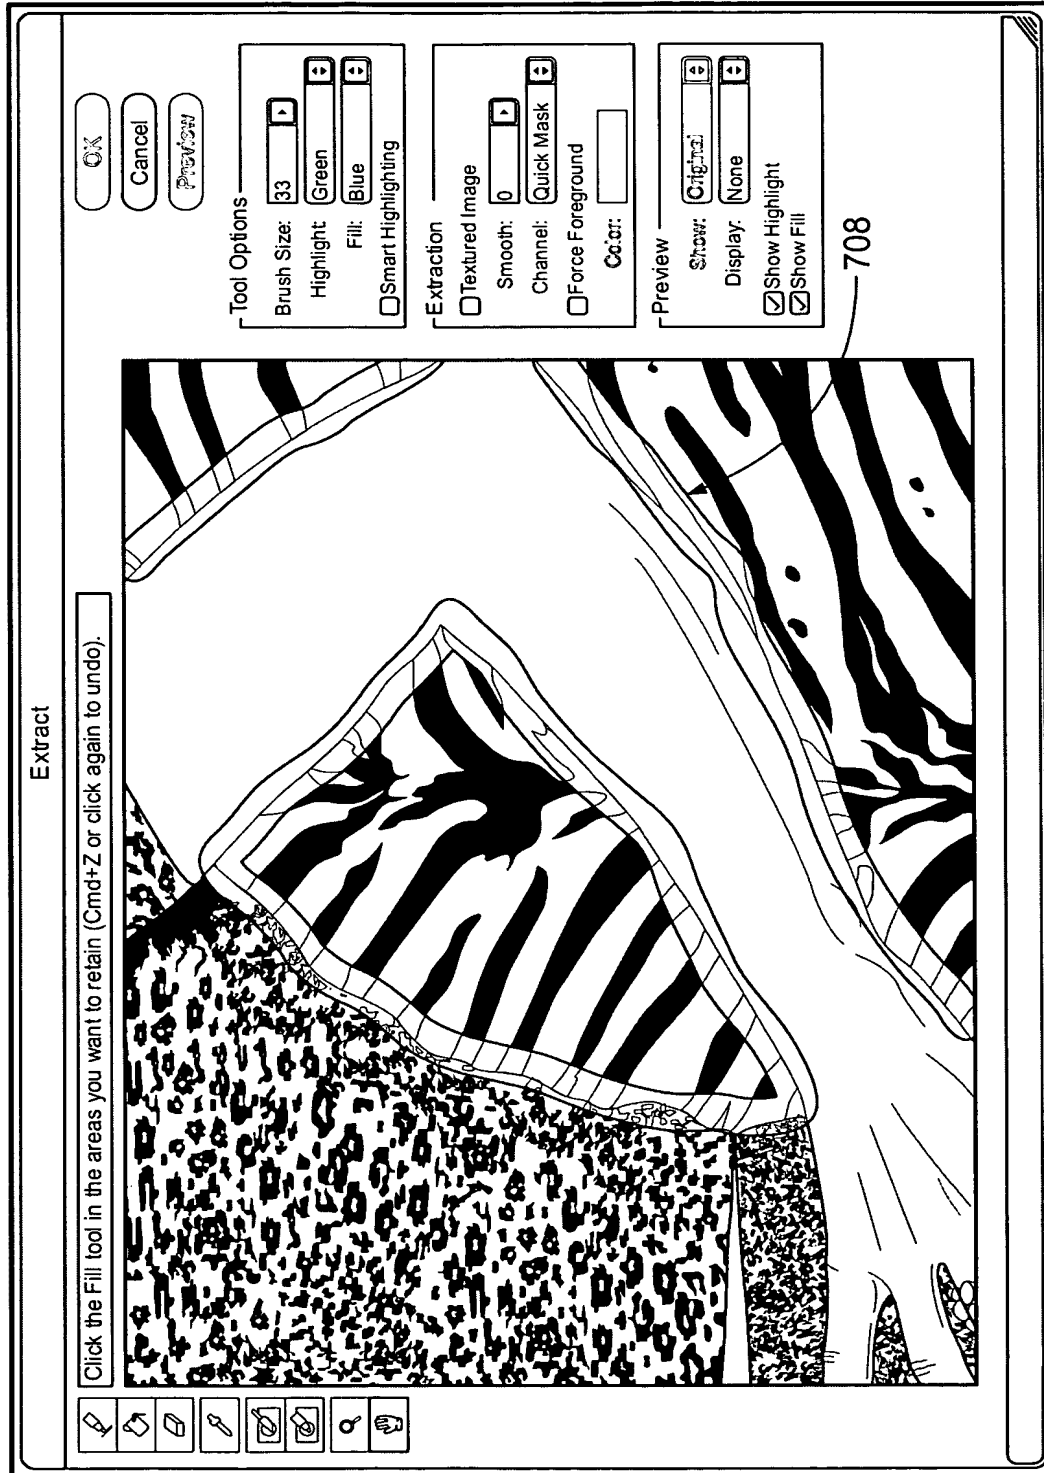 Extract
Click the Fill tool in the areas you want to retain (Cmd+Z or click again to undo).
OK
Cancel
Preview
Tool Options
Brush Size: 33
Highlight: Green
Fill: Blue
Smart Highlighting
Extraction
Textured Image
Smooth: 0
Channel: Quick Mask
Force Foreground
Color:
Preview
Show: Original
Display: None
Show Highlight
Show Fill
708